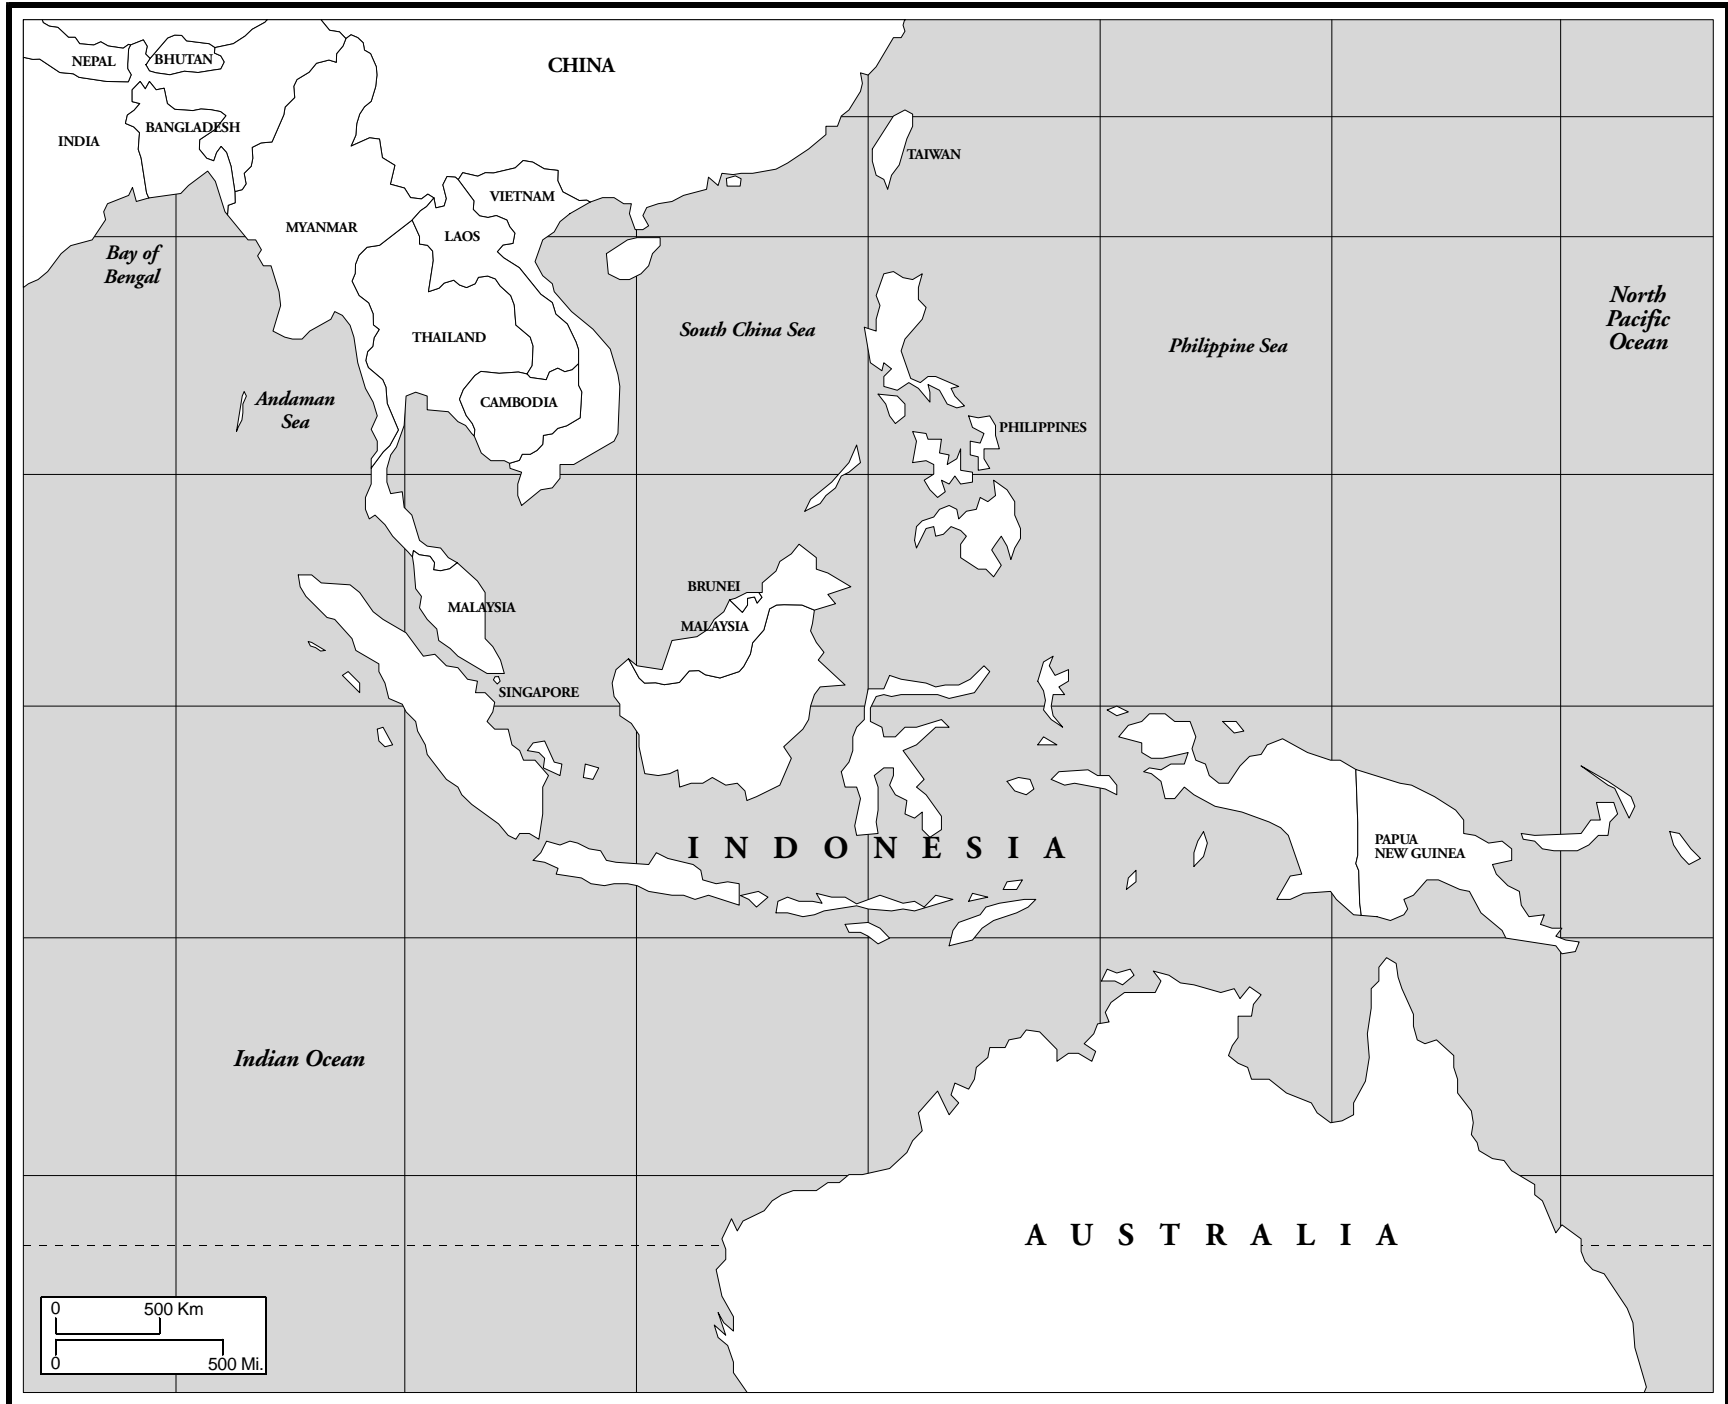 CHINA
NEPAL
BHUTAN
BANGLADESH
INDIA
TAIWAN
VIETNAM
MYANMAR
LAOS
Bay of
Bengal
North
Pacific
Ocean
South China Sea
THAILAND
Philippine Sea
Andaman
Sea
CAMBODIA
PHILIPPINES
BRUNEI
MALAYSIA
MALAYSIA
SINGAPORE
INDONESIA
PAPUA
NEW GUINEA
Indian Ocean
AUSTRALIA
0 500 Km
0 500 Mi.